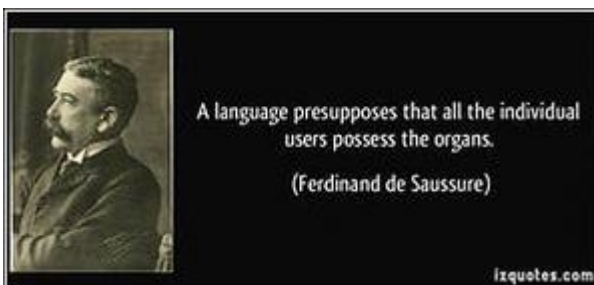 A language presupposes that all the individual
users possess the organs.
(Ferdinand de Saussure)
izquotes.com